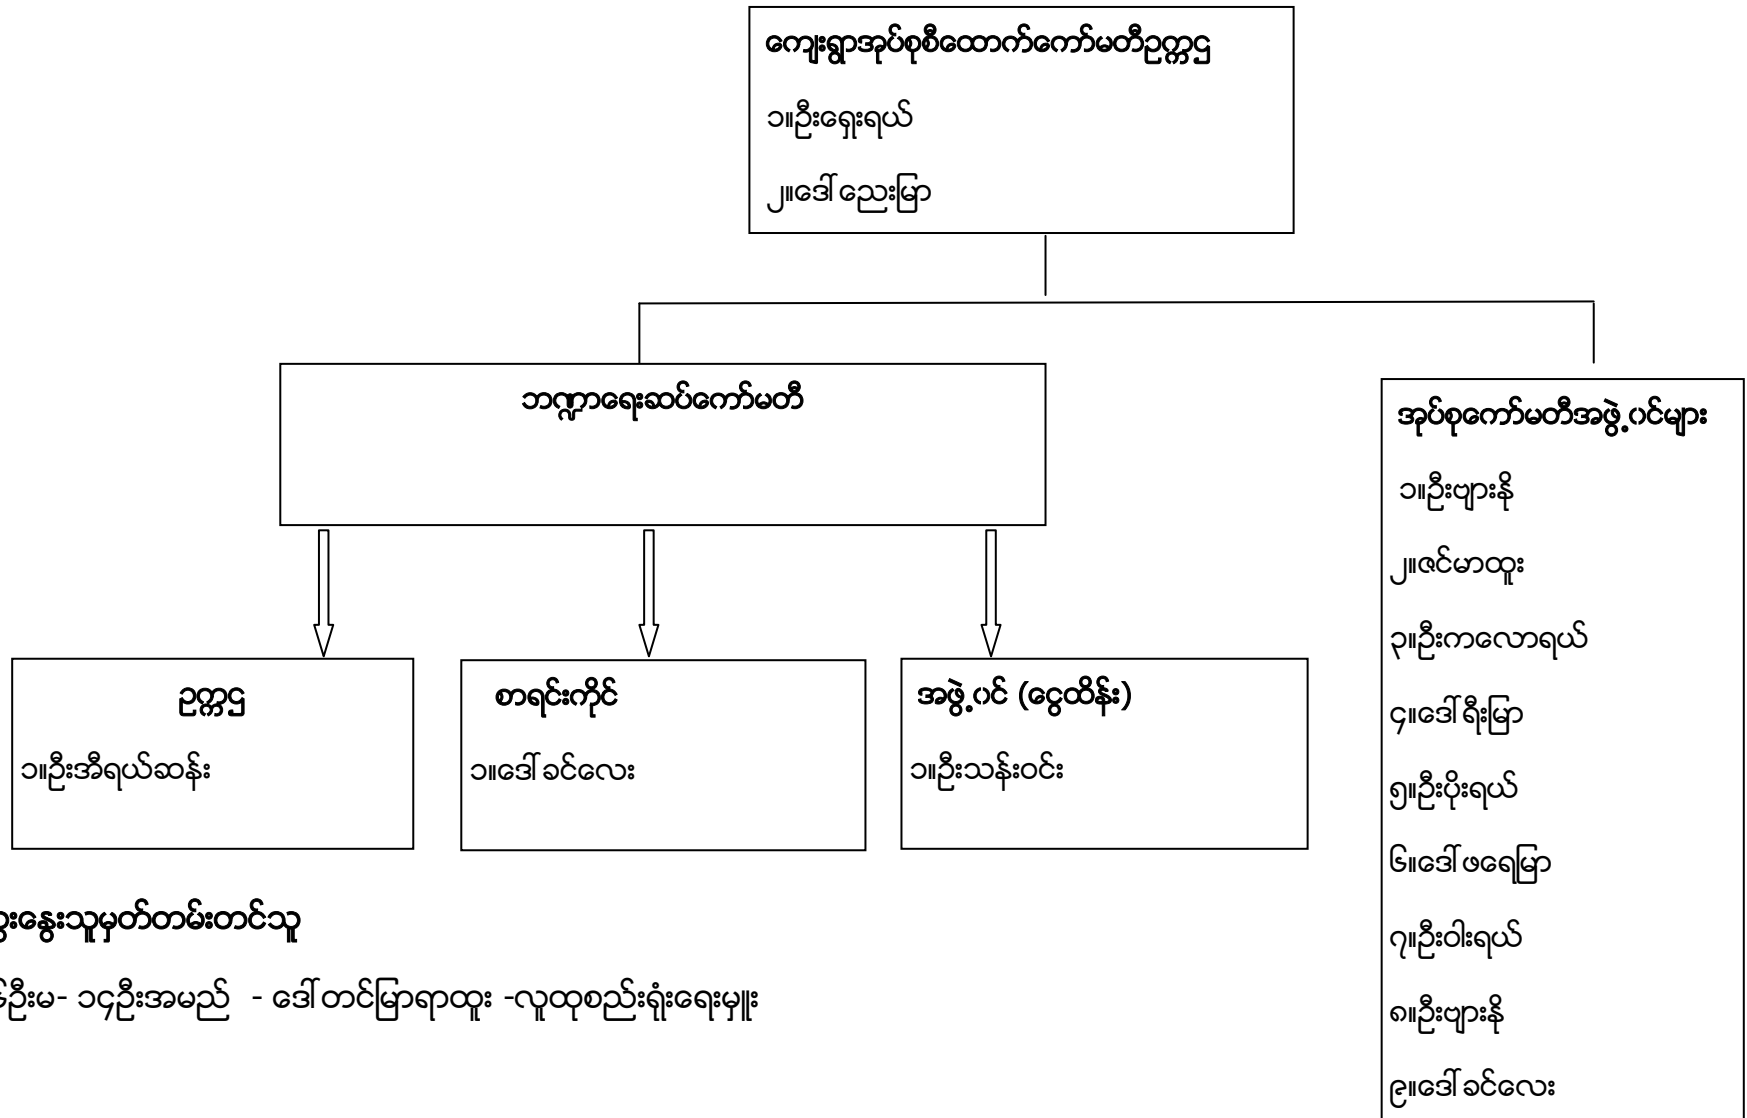 ကျေးရွာအုပ်စုစီထောက်ကော်မတီဥက္ကဌ
၁။ဦးရှေးရယ်
၂။ဒေါ်ညေးမြာ
ဘဏ္ဍာရေးဆပ်ကော်မတီ
ဥက္ကဌ
၁။ဦးအီရယ်ဆန်း
စာရင်းကိုင်
၁။ဒေါ်ခင်လေး
အဖွဲ့ဝင် (ငွေထိန်း)
၁။ဦးသန်းဝင်း
အုပ်စုကော်မတီအဖွဲ့ဝင်များ
၁။ဦးဗျားနို
၂။ဇင်မာထူး
၃။ဦးကလောရယ်
၄။ဒေါ်ရီးမြာ
၅။ဦးပိုးရယ်
၆။ဒေါ်ဖရေမြာ
၇။ဦးဝါးရယ်
၈။ဦးဗျားနို
၉။ဒေါ်ခင်လေး
နွေးသူမှတ်တမ်းတင်သူ
ဦးမ- ၁၄ဦးအမည် - ဒေါ်တင်မြာရာထူး -လူထုစည်းရုံးရေးမှူး